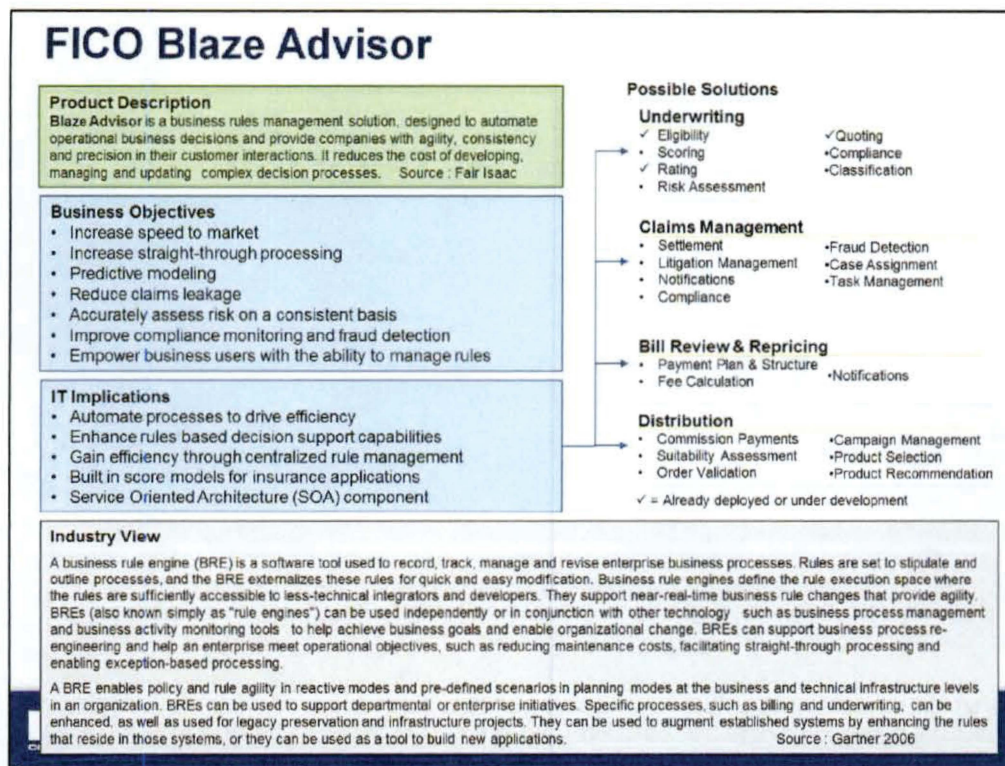 FICO Blaze Advisor
Product Description
Blaze Advisor is a business rules management solution, designed to automate
operational business decisions and provide companies with agility, consistency
and precision in their customer interactions. It reduces the cost of developing,
managing and updating complex decision processes. Source : Fair Isaac
Business Objectives
• Increase speed to market
• Increase straight-through processing
• Predictive modeling
• Reduce claims leakage
• Accurately assess risk on a consistent basis
• Improve compliance monitoring and fraud detection
• Empower business users with the ability to manage rules
IT Implications
• Automate processes to drive efficiency
• Enhance rules based decision support capabilities
• Gain efficiency through centralized rule management
• Built in score models for insurance applications
• Service Oriented Architecture (SOA) component
Possible Solutions
Underwriting
✓ Eligibility ✓Quoting
• Scoring •Compliance
✓ Rating •Classification
• Risk Assessment
Claims Management
• Settlement •Fraud Detection
• Litigation Management •Case Assignment
• Notifications •Task Management
• Compliance
Bill Review & Repricing
• Payment Plan & Structure
• Fee Calculation •Notifications
Distribution
• Commission Payments •Campaign Management
• Suitability Assessment •Product Selection
• Order Validation •Product Recommendation
✓ = Already deployed or under development
Industry View
A business rule engine (BRE) is a software tool used to record, track, manage and revise enterprise business processes. Rules are set to stipulate and
outline processes, and the BRE externalizes these rules for quick and easy modification. Business rule engines define the rule execution space where
the rules are sufficiently accessible to less-technical integrators and developers. They support near-real-time business rule changes that provide agility.
BREs (also known simply as "rule engines") can be used independently or in conjunction with other technology such as business process management
and business activity monitoring tools to help achieve business goals and enable organizational change. BREs can support business process re-
engineering and help an enterprise meet operational objectives, such as reducing maintenance costs, facilitating straight-through processing and
enabling exception-based processing.
A BRE enables policy and rule agility in reactive modes and pre-defined scenarios in planning modes at the business and technical infrastructure levels
in an organization. BREs can be used to support departmental or enterprise initiatives. Specific processes, such as billing and underwriting, can be
enhanced, as well as used for legacy preservation and infrastructure projects. They can be used to augment established systems by enhancing the rules
that reside in those systems, or they can be used as a tool to build new applications. Source : Gartner 2006